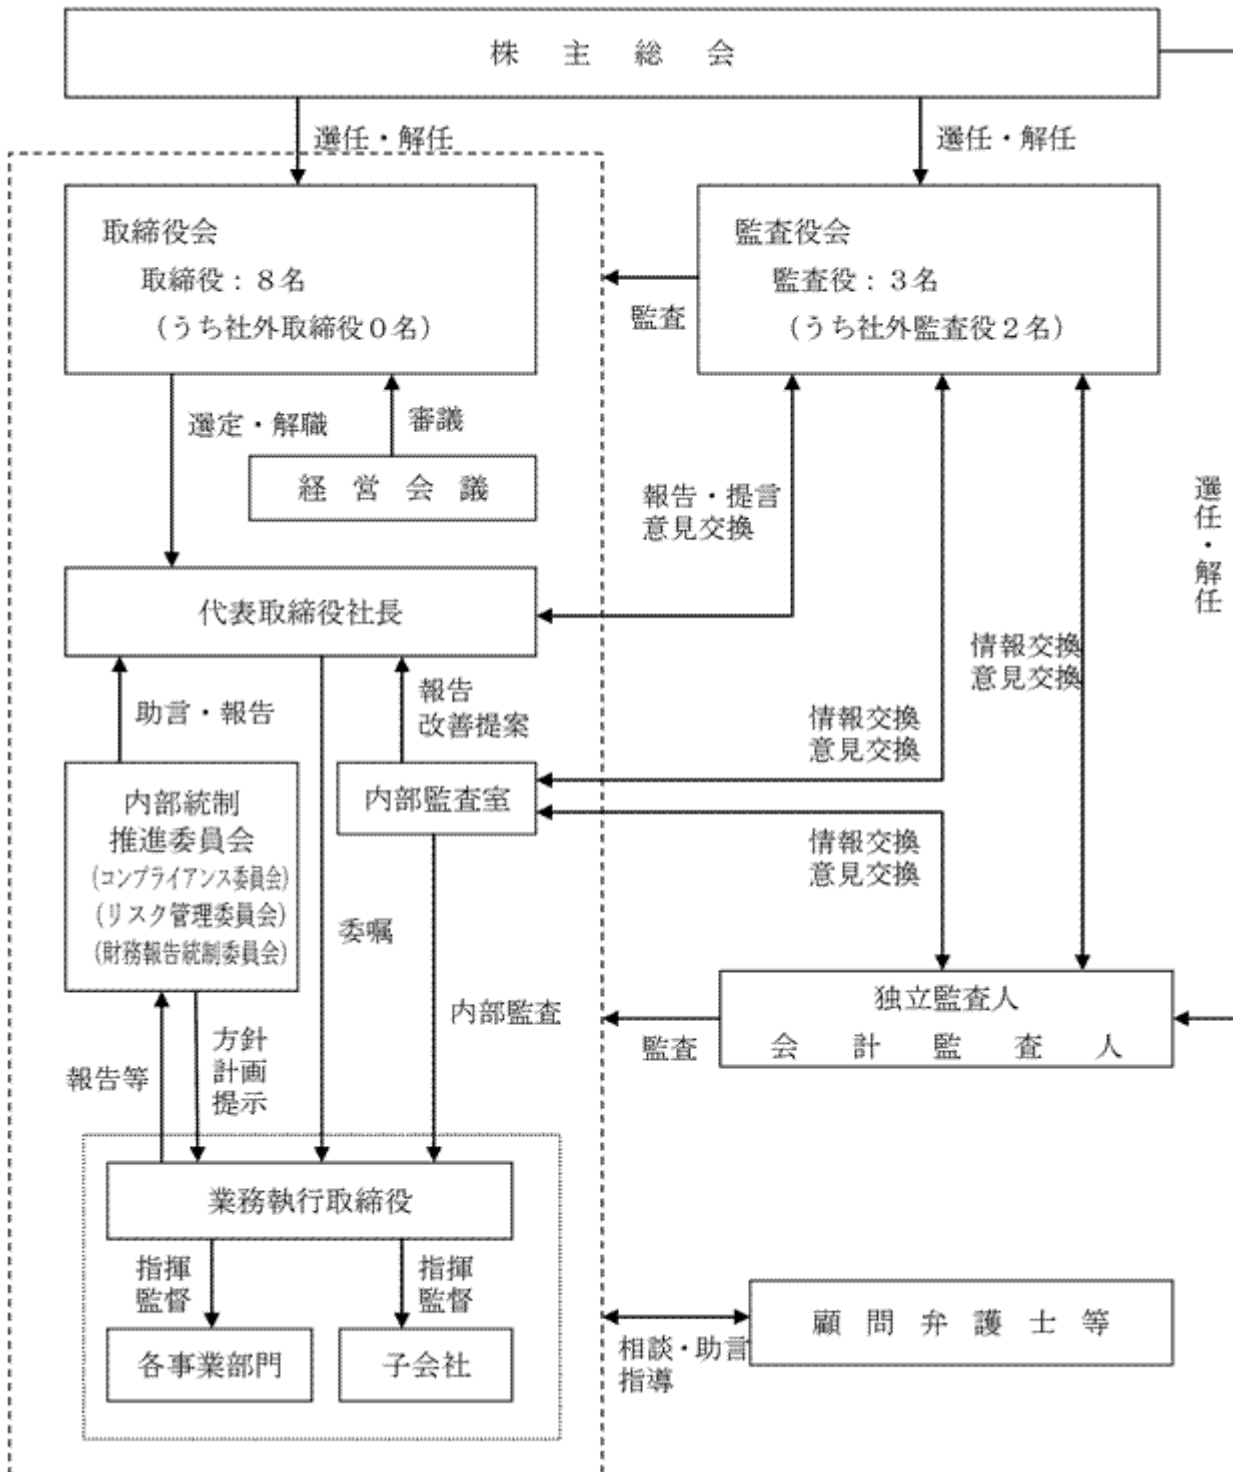 株主総会
選任・解任
選任・解任
取締役会
取締役：８名
（うち社外取締役０名）
監査役会
監査役：３名
（うち社外監査役２名）
監査
選定・解職
審議
経営会議
報告・提言
意見交換
選任・解任
代表取締役社長
情報交換
意見交換
助言・報告
報告
改善提案
情報交換
意見交換
内部統制
推進委員会
(コンプライアンス委員会)
(リスク管理委員会)
(財務報告統制委員会)
内部監査室
情報交換
意見交換
委嘱
内部監査
独立監査人
会計監査人
監査
報告等
方針
計画
提示
業務執行取締役
指揮
監督
指揮
監督
各事業部門
子会社
顧問弁護士等
相談・助言
指導